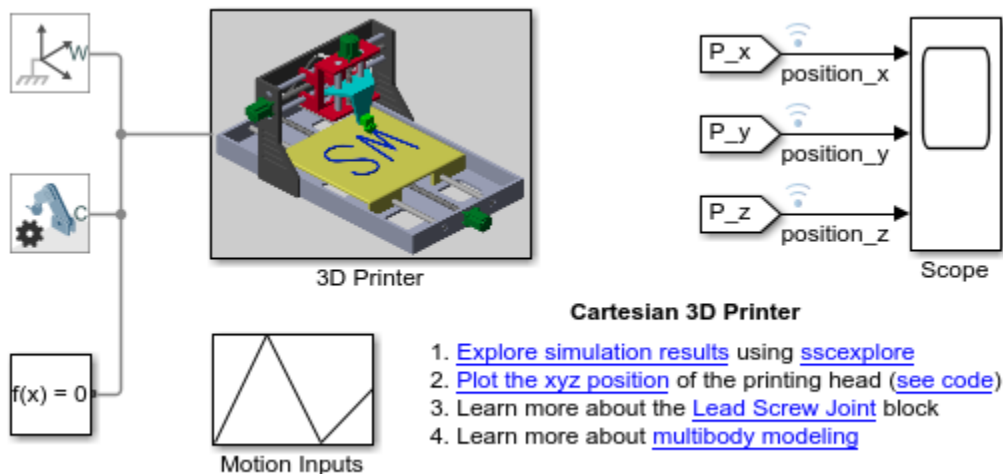 W
C
f(x) = 0
SM
3D Printer
Motion Inputs
P_x
position_x
P_y
position_y
P_z
position_z
Scope
Cartesian 3D Printer
1. Explore simulation results using sscexplore
2. Plot the xyz position of the printing head (see code)
3. Learn more about the Lead Screw Joint block
4. Learn more about multibody modeling